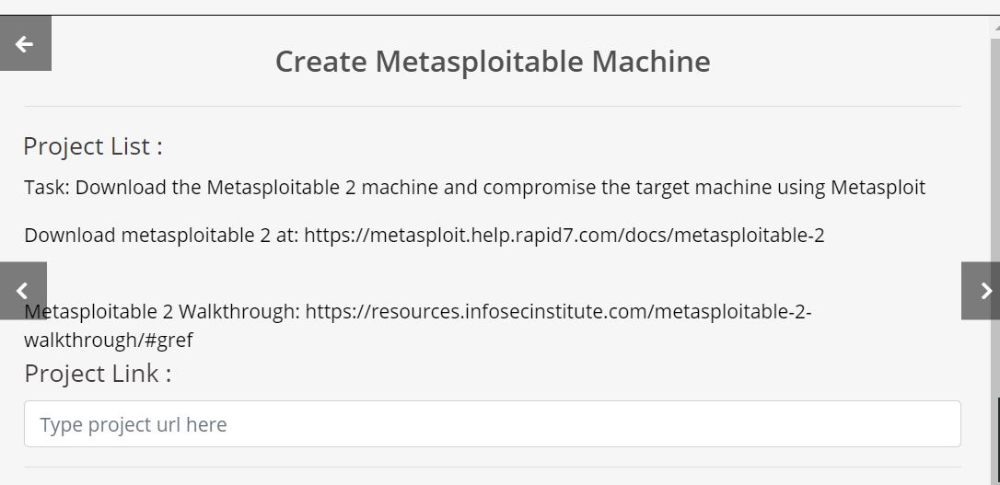 Create Metasploitable Machine
Project List :
Task: Download the Metasploitable 2 machine and compromise the target machine using Metasploit
Download metasploitable 2 at: https://metasploit.help.rapid7.com/docs/metasploitable-2
Metasploitable 2 Walkthrough: https://resources.infosecinstitute.com/metasploitable-2-
walkthrough/#gref
Project Link :
Type project url here